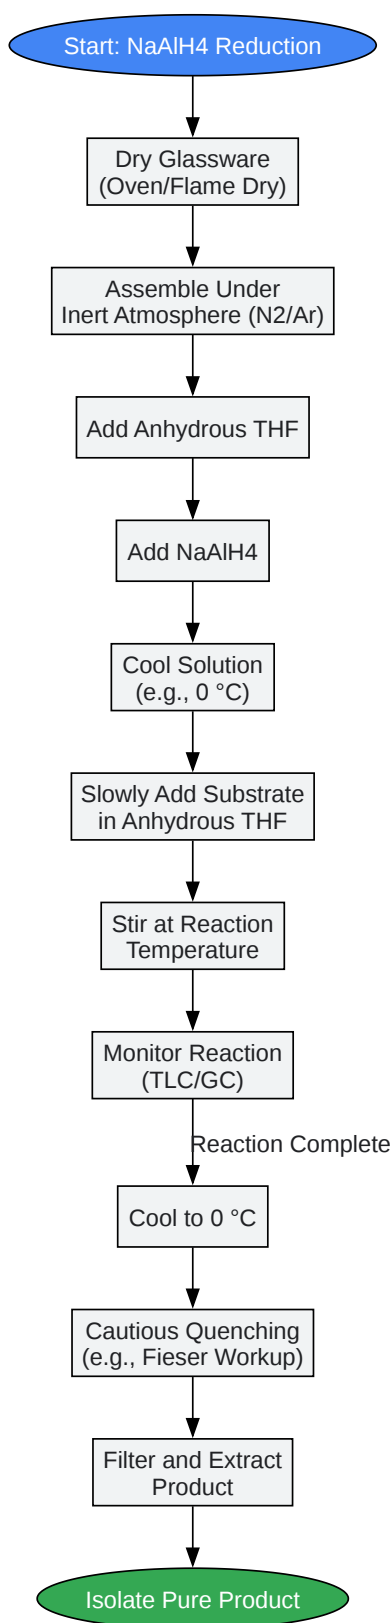 Start: NaAlH4 Reduction
Dry Glassware
(Oven/Flame Dry)
Assemble Under
Inert Atmosphere (N2/Ar)
Add Anhydrous THF
Add NaAlH4
Cool Solution
(e.g., 0 °C)
Slowly Add Substrate
in Anhydrous THF
Stir at Reaction
Temperature
Monitor Reaction
(TLC/GC)
Reaction Complete
Cool to 0 °C
Cautious Quenching
(e.g., Fieser Workup)
Filter and Extract
Product
Isolate Pure Product